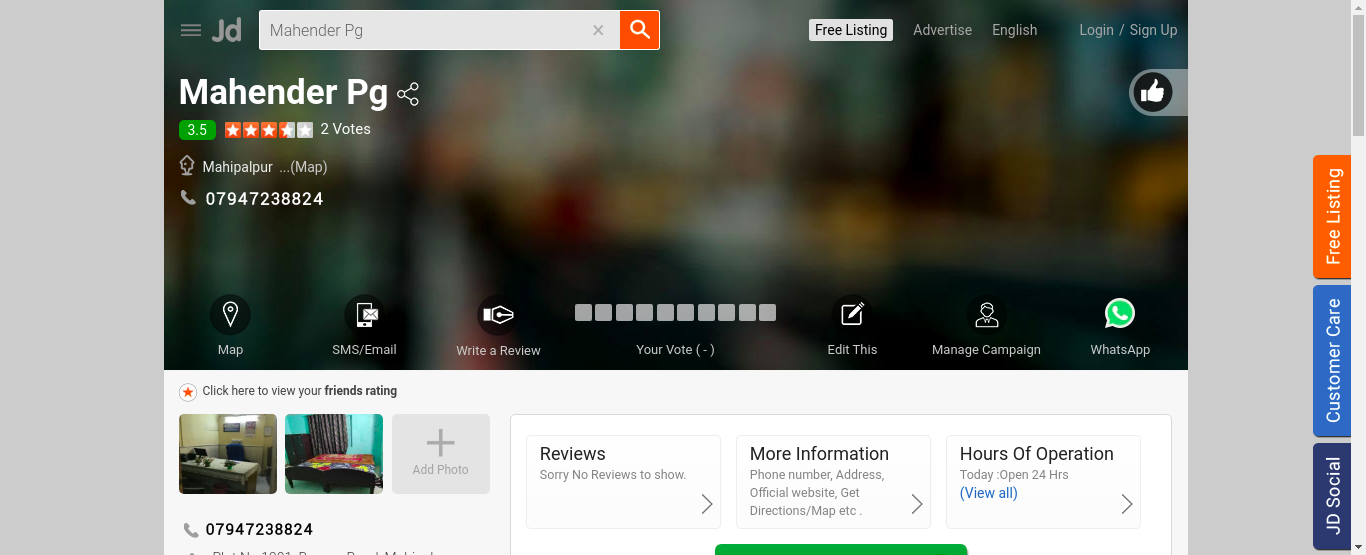 Jd
Mahender Pg
Free Listing
Advertise
English
Login / Sign Up
Mahender Pg
3.5
2 Votes
Mahipalpur ...(Map)
07947238824
Map
SMS/Email
Write a Review
Your Vote ( - )
Edit This
Manage Campaign
WhatsApp
Free Listing
Customer Care
JD Social
Click here to view your friends rating
Add Photo
Reviews
Sorry No Reviews to show.
More Information
Phone number, Address,
Official website, Get
Directions/Map etc .
Hours Of Operation
Today :Open 24 Hrs
(View all)
07947238824